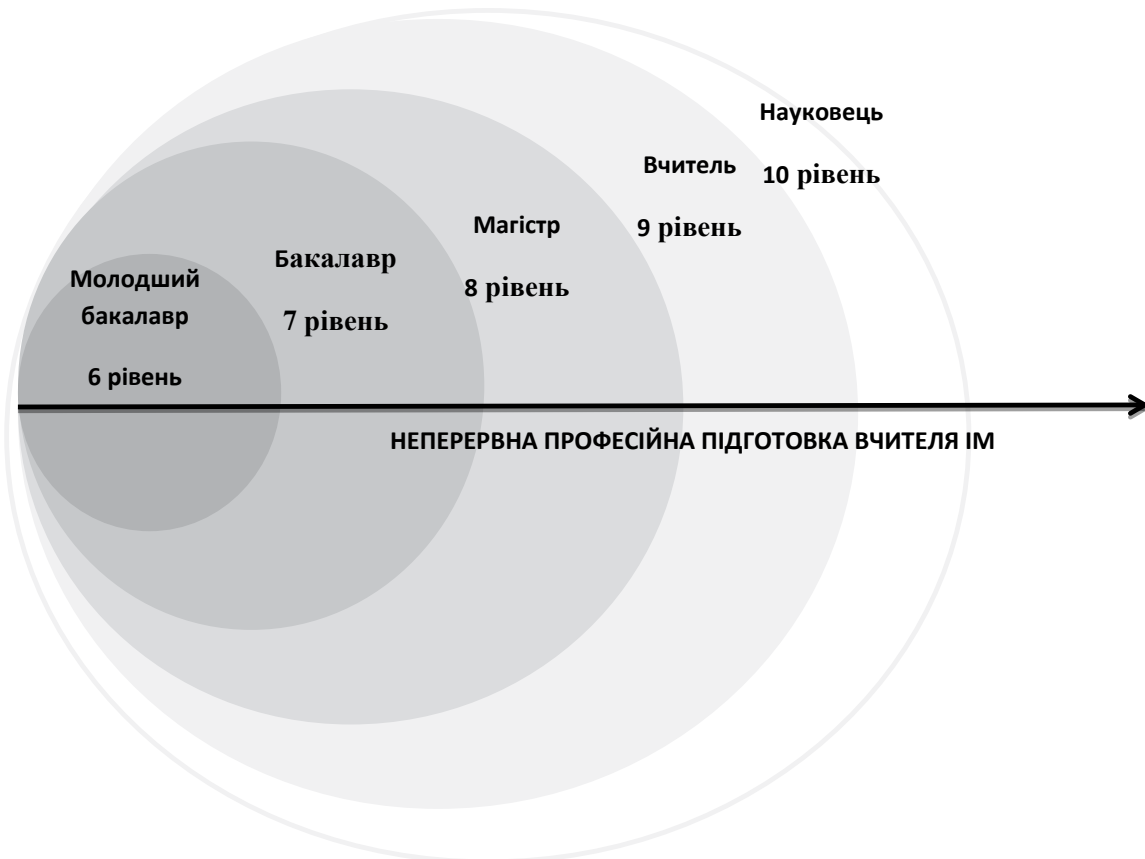 Молодший
бакалавр
6 рівень
Бакалавр
7 рівень
Магістр
8 рівень
Вчитель
9 рівень
Науковець
10 рівень
НЕПЕРЕРВНА ПРОФЕСІЙНА ПІДГОТОВКА ВЧИТЕЛЯ ІМ